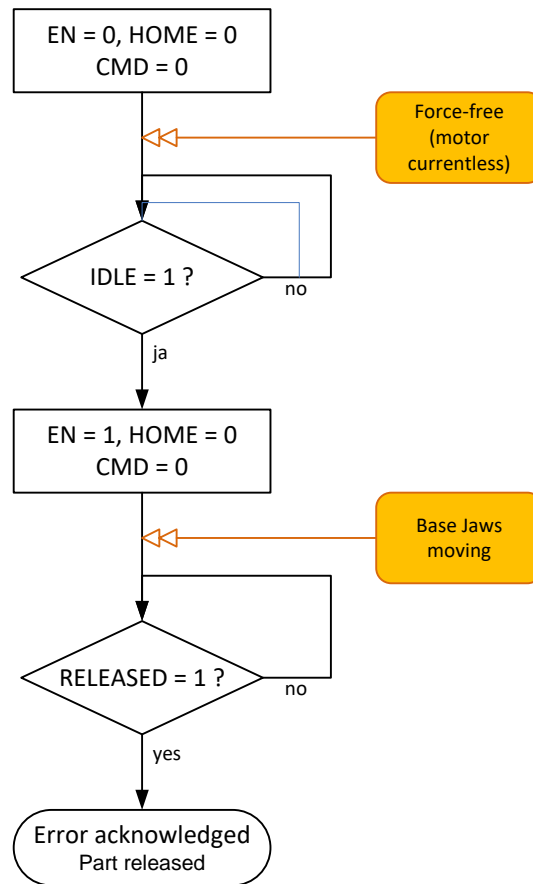 EN = 0, HOME = 0
CMD = 0
Force-free
(motor
currentless)
IDLE = 1 ?
no
ja
EN = 1, HOME = 0
CMD = 0
Base Jaws
moving
RELEASED = 1 ?
no
yes
Error acknowledged
Part released